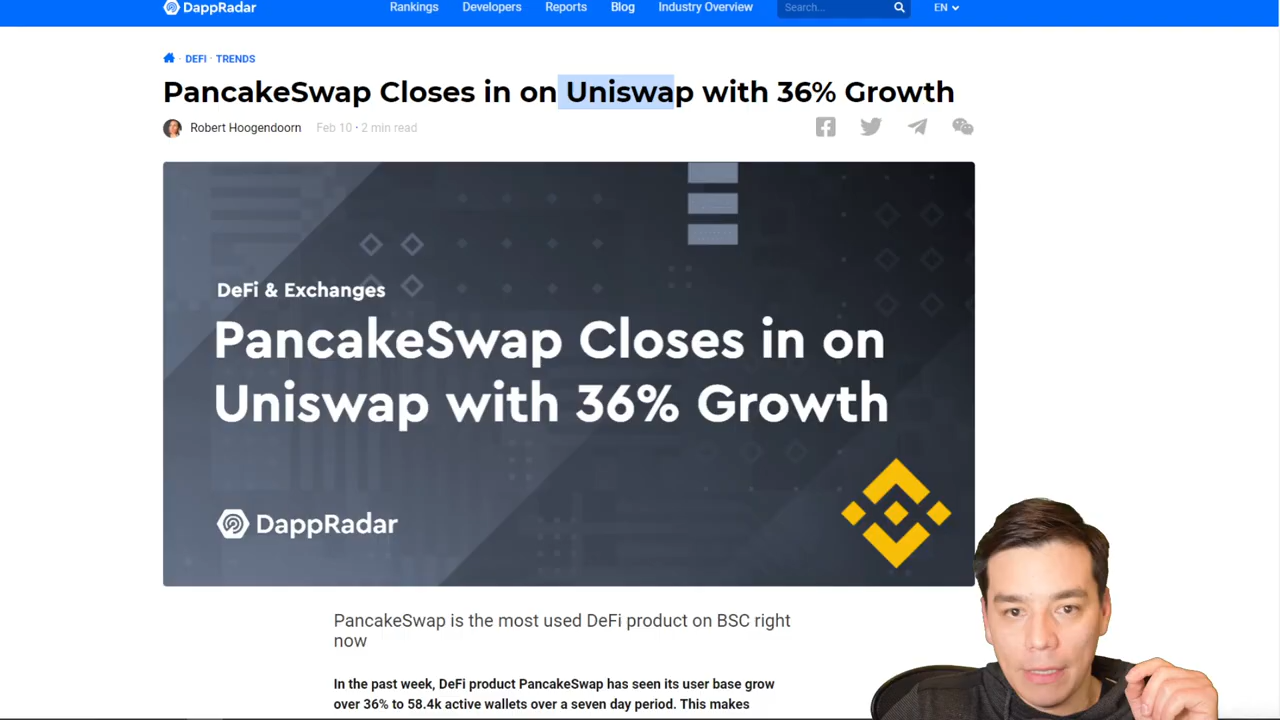 DappRadar
Rankings
Developers
Reports
Blog
Industry Overview
Search...
EN
DEFI · TRENDS
PancakeSwap Closes in on Uniswap with 36% Growth
Robert Hoogendoorn
Feb 10 · 2 min read
DeFi & Exchanges
PancakeSwap Closes in on
Uniswap with 36% Growth
DappRadar
PancakeSwap is the most used DeFi product on BSC right
now
In the past week, DeFi product PancakeSwap has seen its user base grow
over 36% to 58.4k active wallets over a seven day period. This makes